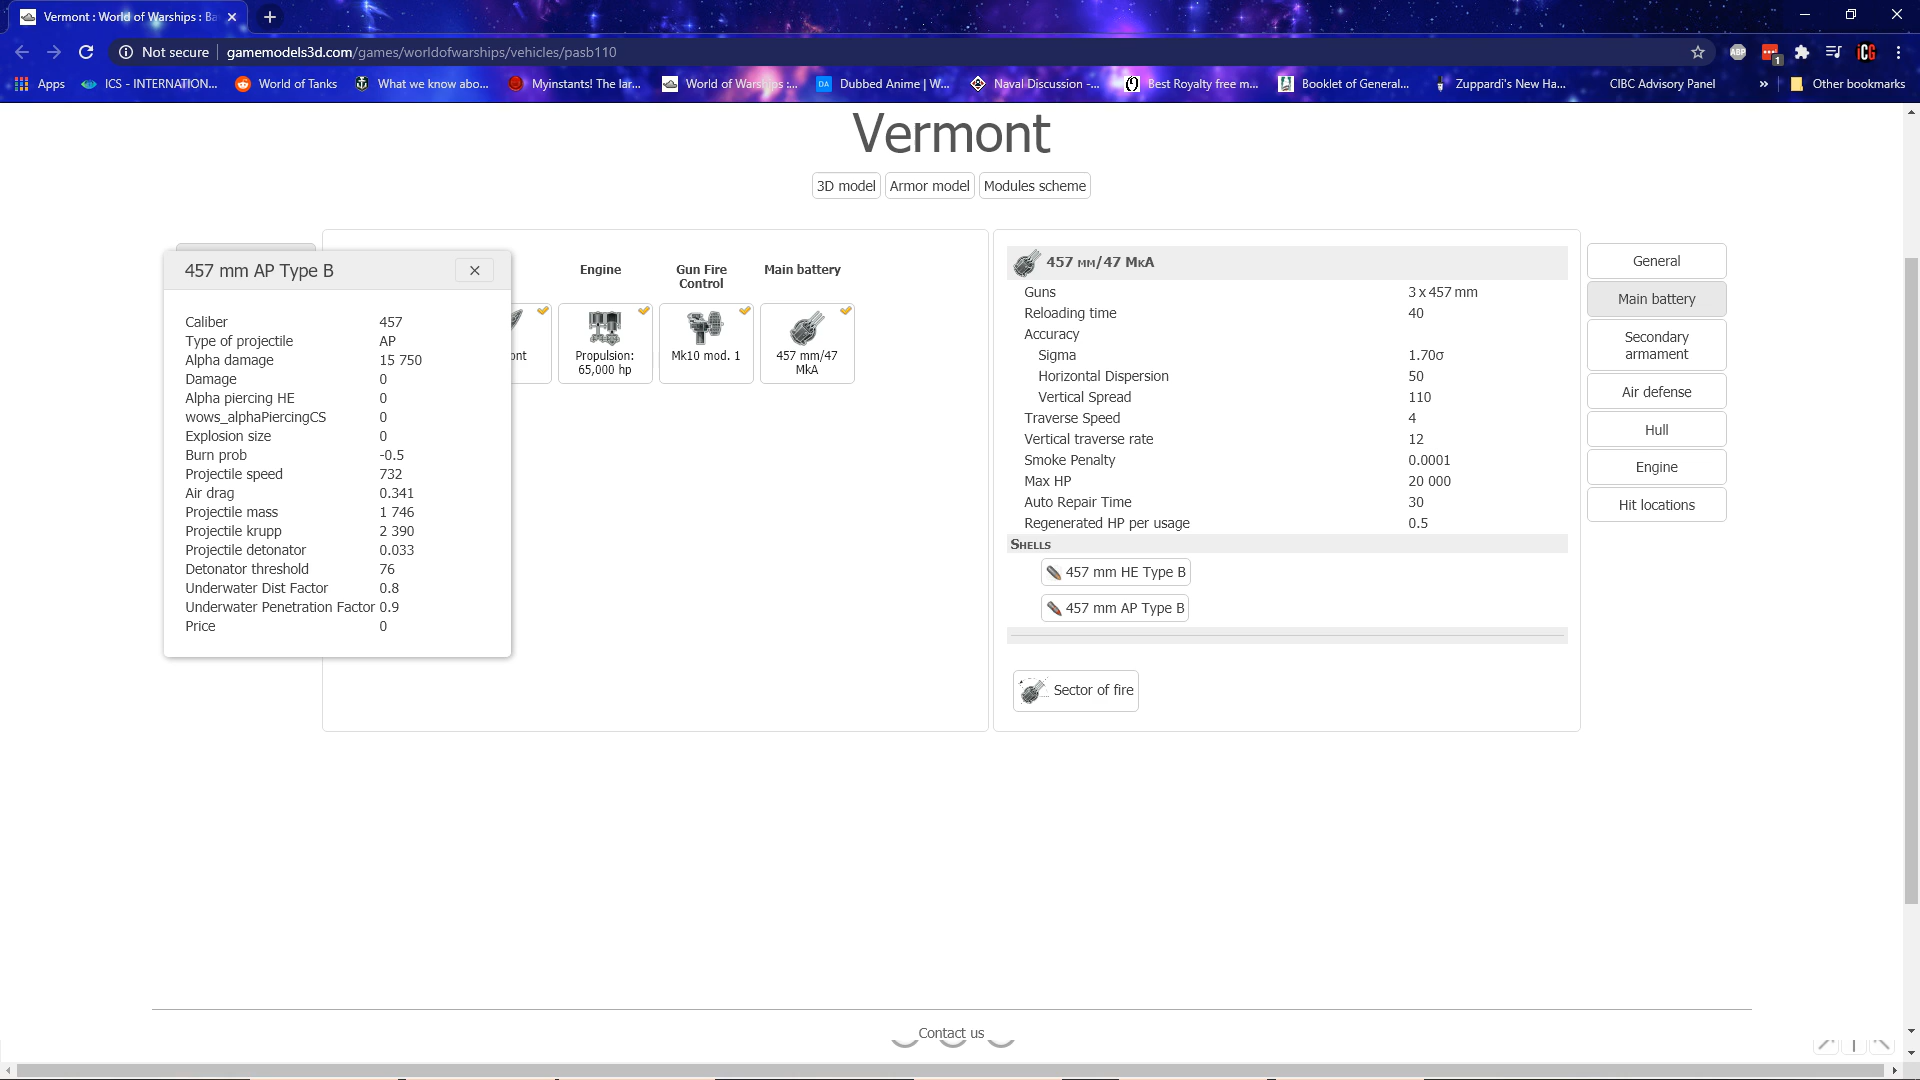 Vermont : World of Warships : Ba
Not secure
gamemodels3d.com/games/worldofwarships/vehicles/pasb110
ABP
1
iCG
Apps
ICS - INTERNATION...
World of Tanks
What we know abo...
Myinstants! The lar...
World of Warships :...
DA
Dubbed Anime | W...
Naval Discussion -...
Best Royalty free m...
Booklet of General...
Zuppardi's New Ha...
CIBC Advisory Panel
»
Other bookmarks
Vermont
3D model
Armor model
Modules scheme
457 mm AP Type B
Caliber 457
Type of projectile AP
Alpha damage 15 750
Damage 0
Alpha piercing HE 0
wows_alphaPiercingCS 0
Explosion size 0
Burn prob -0.5
Projectile speed 732
Air drag 0.341
Projectile mass 1 746
Projectile krupp 2 390
Projectile detonator 0.033
Detonator threshold 76
Underwater Dist Factor 0.8
Underwater Penetration Factor 0.9
Price 0
Engine
Gun Fire
Control
Main battery
ont
Propulsion:
65,000 hp
Mk10 mod. 1
457 mm/47
MkA
457 MM/47 MKA
Guns 3 x 457 mm
Reloading time 40
Accuracy
Sigma 1.70σ
Horizontal Dispersion 50
Vertical Spread 110
Traverse Speed 4
Vertical traverse rate 12
Smoke Penalty 0.0001
Max HP 20 000
Auto Repair Time 30
Regenerated HP per usage 0.5
SHELLS
457 mm HE Type B
457 mm AP Type B
Sector of fire
General
Main battery
Secondary
armament
Air defense
Hull
Engine
Hit locations
Contact us